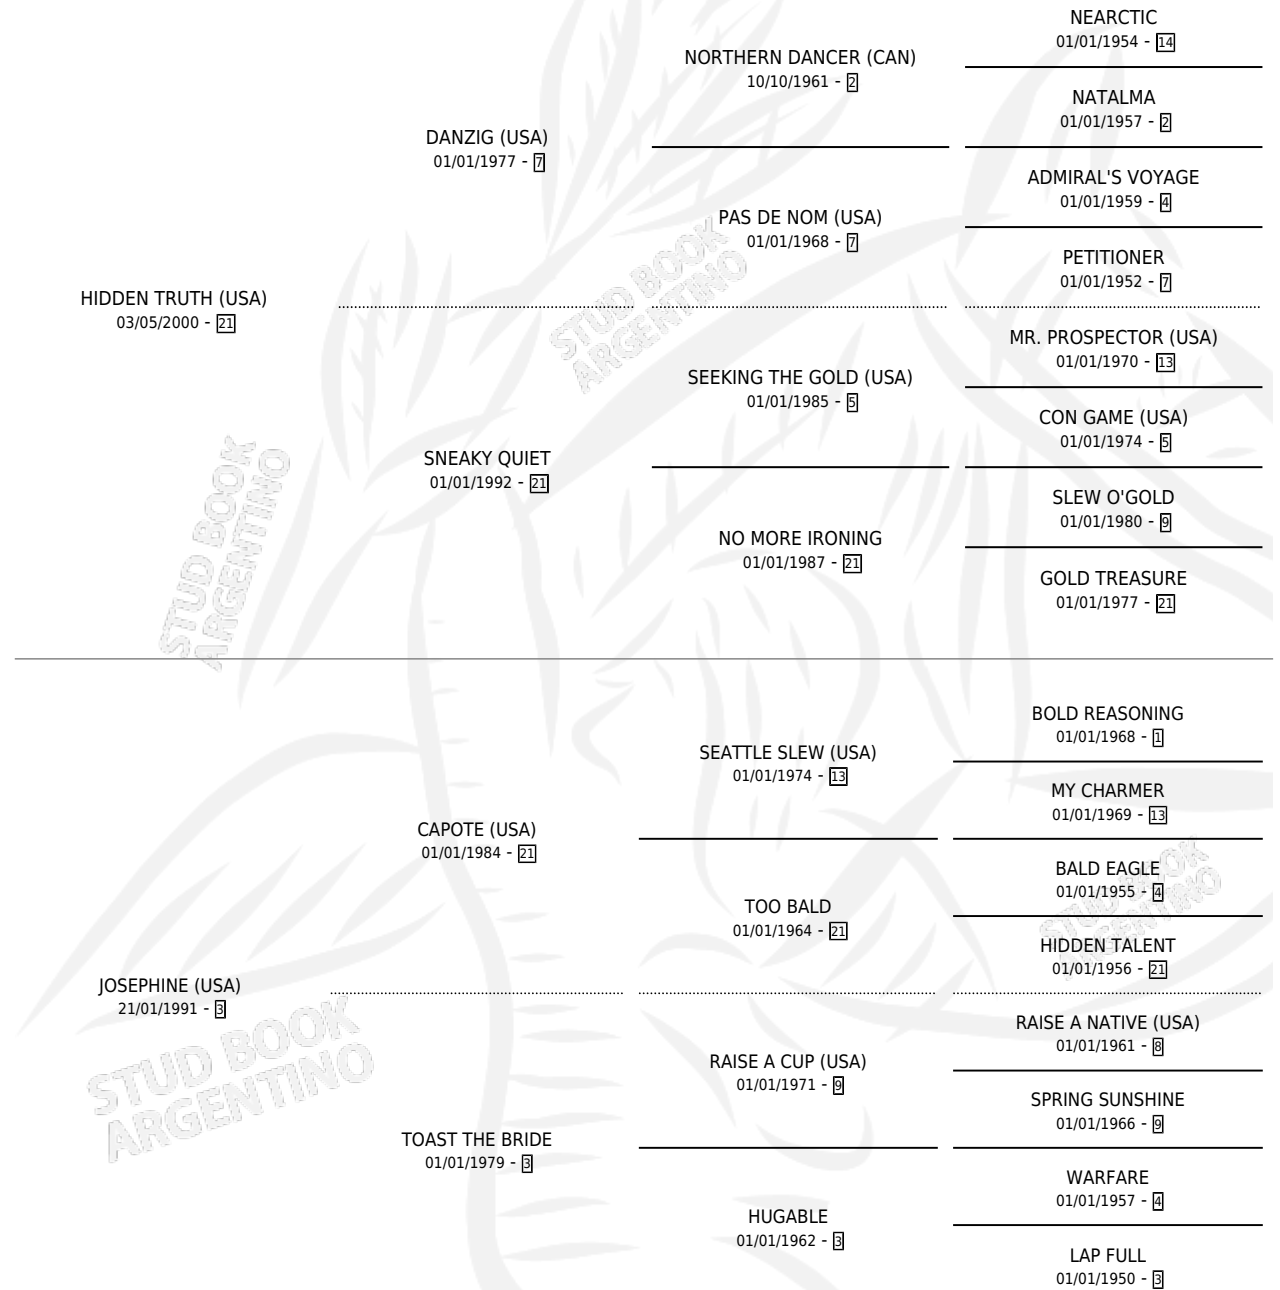 NEARCTIC
01/01/1954 - 14
NORTHERN DANCER (CAN)
10/10/1961 - 2
NATALMA
01/01/1957 - 2
DANZIG (USA)
01/01/1977 - 7
ADMIRAL'S VOYAGE
01/01/1959 - 4
PAS DE NOM (USA)
01/01/1968 - 7
PETITIONER
01/01/1952 - 7
HIDDEN TRUTH (USA)
03/05/2000 - 21
STUD BOOK
ARGENTINO
MR. PROSPECTOR (USA)
01/01/1970 - 13
SEEKING THE GOLD (USA)
01/01/1985 - 5
CON GAME (USA)
01/01/1974 - 5
SNEAKY QUIET
01/01/1992 - 21
SLEW O'GOLD
01/01/1980 - 9
NO MORE IRONING
01/01/1987 - 21
GOLD TREASURE
01/01/1977 - 21
STUD BOOK
ARGENTINO
BOLD REASONING
01/01/1968 - 1
SEATTLE SLEW (USA)
01/01/1974 - 13
MY CHARMER
01/01/1969 - 13
CAPOTE (USA)
01/01/1984 - 21
BALD EAGLE
01/01/1955 - 4
TOO BALD
01/01/1964 - 21
STUD BOOK
ARGENTINO
HIDDEN TALENT
01/01/1956 - 21
JOSEPHINE (USA)
21/01/1991 - 3
RAISE A NATIVE (USA)
01/01/1961 - 8
STUD BOOK
ARGENTINO
RAISE A CUP (USA)
01/01/1971 - 9
SPRING SUNSHINE
01/01/1966 - 9
TOAST THE BRIDE
01/01/1979 - 3
WARFARE
01/01/1957 - 4
HUGABLE
01/01/1962 - 3
LAP FULL
01/01/1950 - 3